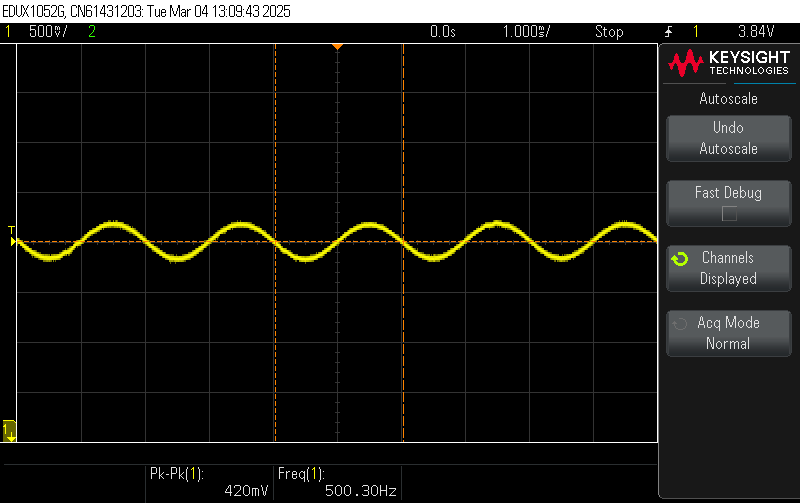 EDUX1052G, CN61431203: Tue Mar 04 13:09:43 2025
1 500mV/ 2 0.0s 1.000ms/ Stop 1 3.84V
KEYSIGHT
TECHNOLOGIES
Autoscale
Undo
Autoscale
Fast Debug
Channels
Displayed
Acq Mode
Normal
T
1
Pk-Pk(1): Freq(1):
420mV 500.30Hz